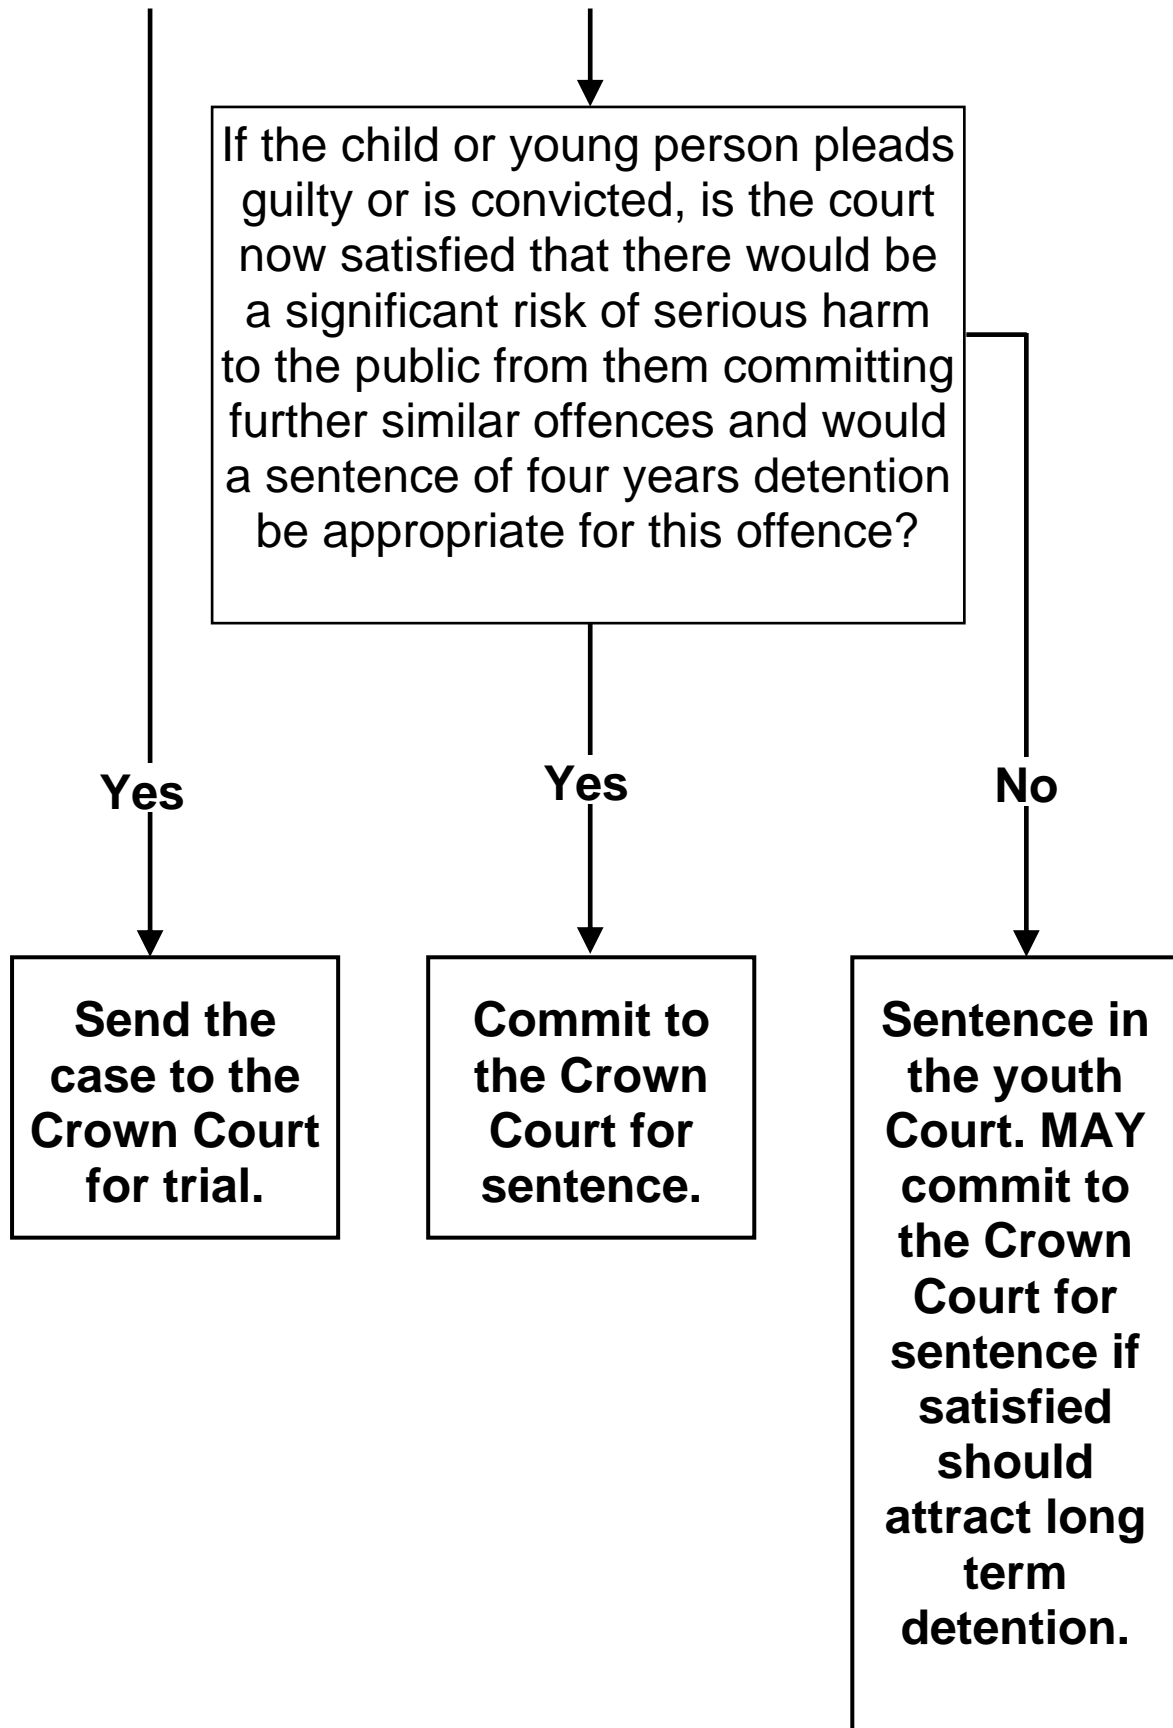 If the child or young person pleads
guilty or is convicted, is the court
now satisfied that there would be
a significant risk of serious harm
to the public from them committing
further similar offences and would
a sentence of four years detention
be appropriate for this offence?
Yes
Yes
No
Send the
case to the
Crown Court
for trial.
Commit to
the Crown
Court for
sentence.
Sentence in
the youth
Court. MAY
commit to
the Crown
Court for
sentence if
satisfied
should
attract long
term
detention.